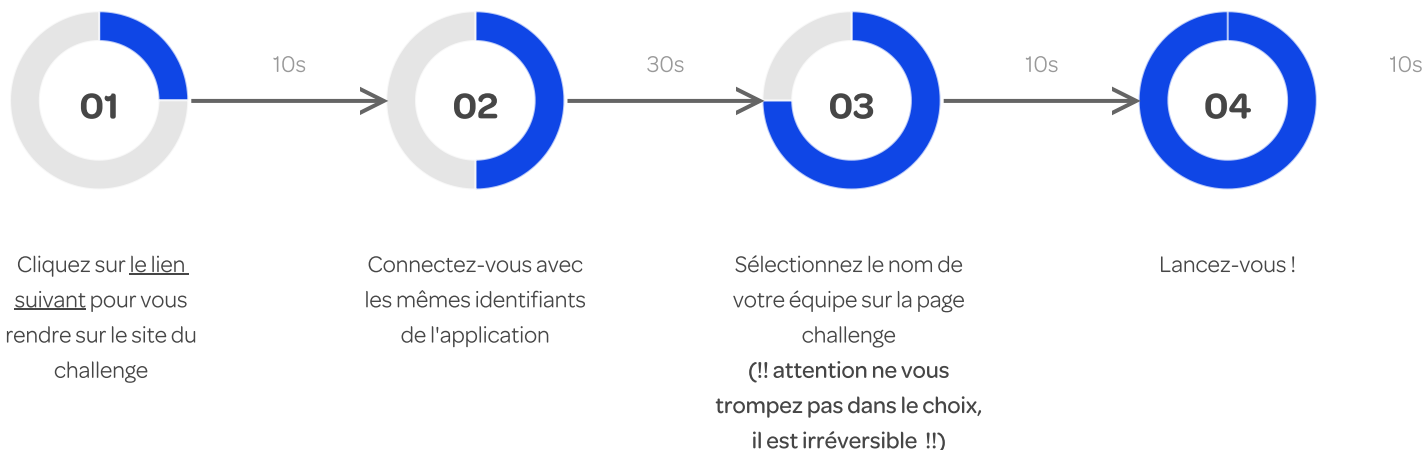 10s
30s
10s
10s
01
02
03
04
Cliquez sur le lien
suivant pour vous
rendre sur le site du
challenge
Connectez-vous avec
les mêmes identifiants
de l'application
Sélectionnez le nom de
votre équipe sur la page
challenge
(!! attention ne vous
trompez pas dans le choix,
il est irréversible !!)
Lancez-vous !